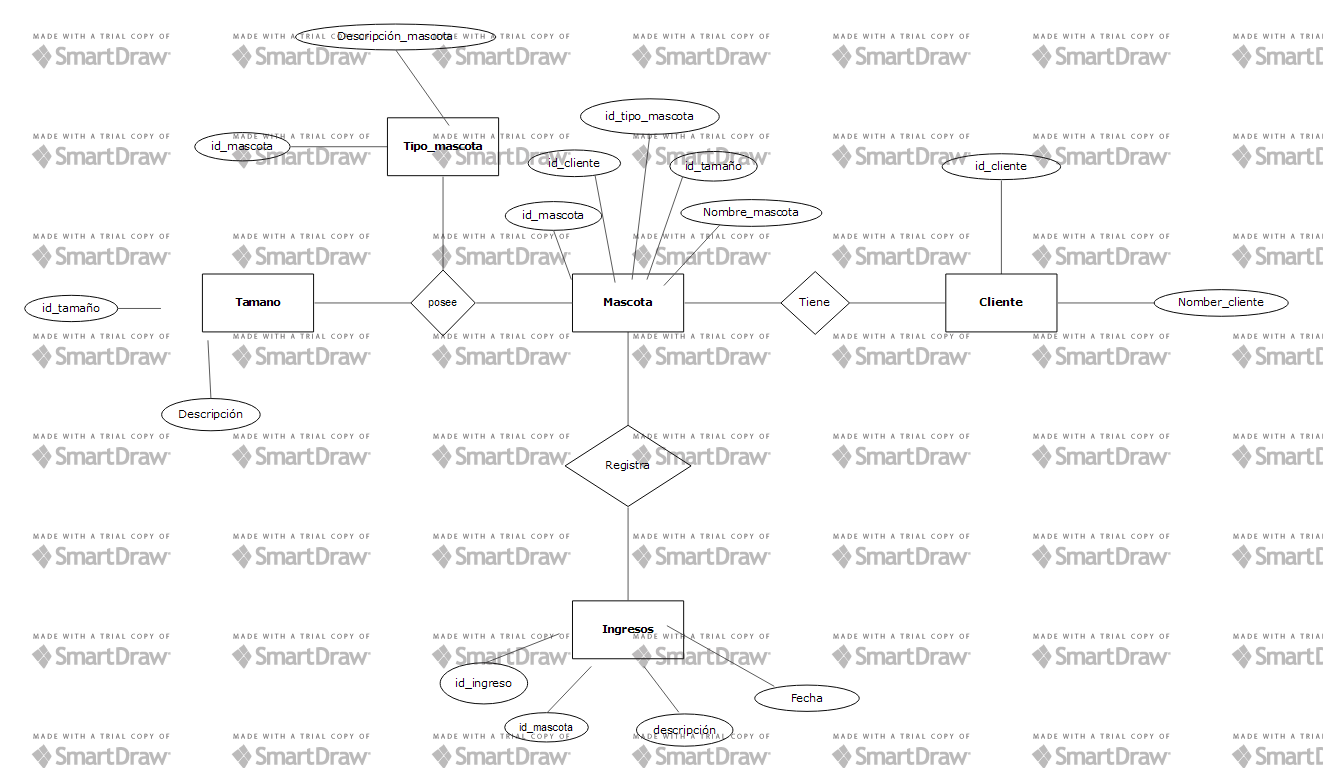 Descripción_mascota
id_mascota
Tipo_mascota
id_tipo_mascota
id_cliente
id_tamaño
id_cliente
id_mascota
Nombre_mascota
id_tamaño
Tamano
posee
Mascota
Tiene
Cliente
Nomber_cliente
Descripción
Registra
Ingresos
id_ingreso
id_mascota
descripción
Fecha
MADE WITH A TRIAL COPY OF
SmartDraw